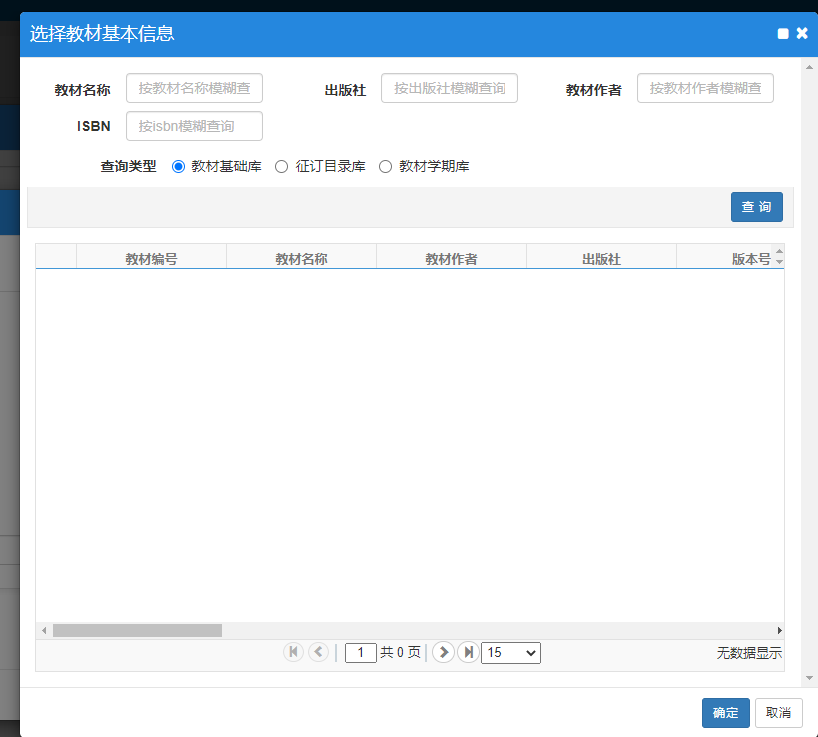 选择教材基本信息
教材名称 按教材名称模糊查 出版社 按出版社模糊查询 教材作者 按教材作者模糊查
ISBN 按isbn模糊查询
查询类型 教材基础库 征订目录库 教材学期库
查 询
教材编号 教材名称 教材作者 出版社 版本号
1 共 0 页 15 无数据显示
确定 取消